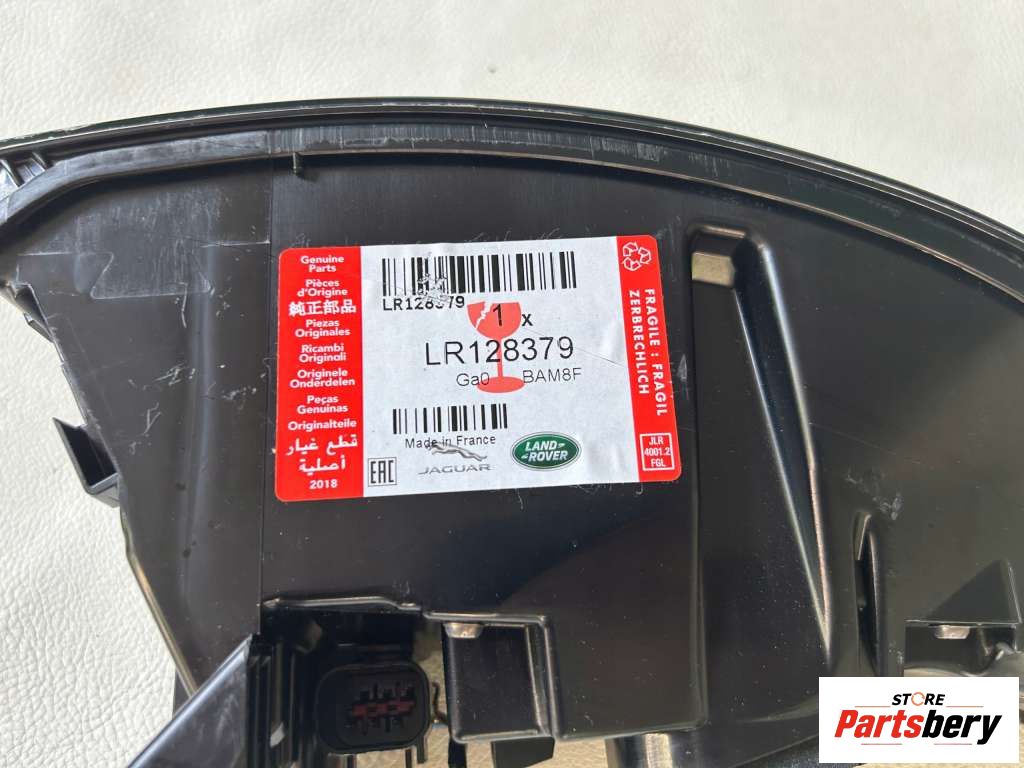 Genuine
Parts
Pièces
d'Origine
純正部品
Piezas
Originales
Ricambi
Originali
Originele
Onderdelen
Peças
Genuinas
Originalteile
قطع غيار
أصلية
2018
LR128379
1 x
LR128379
Ga0 BAM8F
Made in France
EAC
JAGUAR
LAND
ROVER
FRAGILE : FRAGIL
ZERBRECHLICH
JLR
4001.2
FGL
STORE
Partsbery